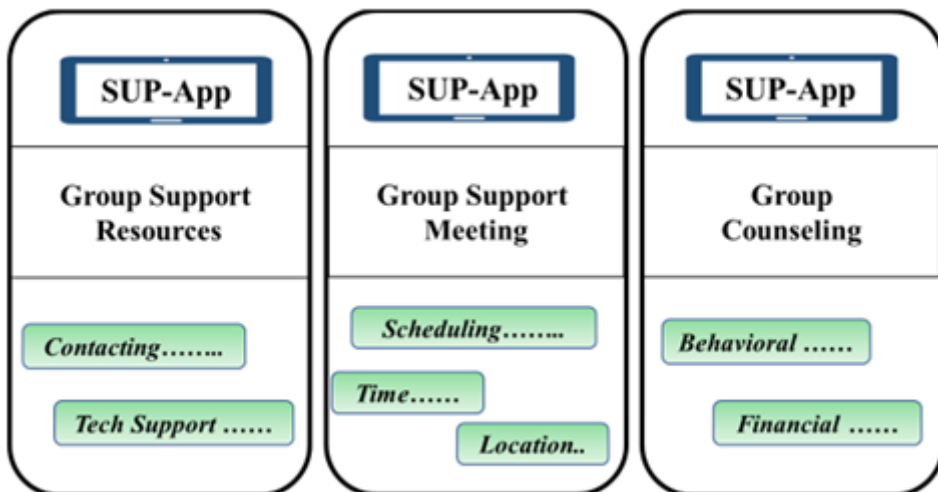 SUP-App
Group Support
Resources
Contacting……...
Tech Support ……
SUP-App
Group Support
Meeting
Scheduling……...
Time……
Location..
SUP-App
Group
Counseling
Behavioral ……
Financial ……